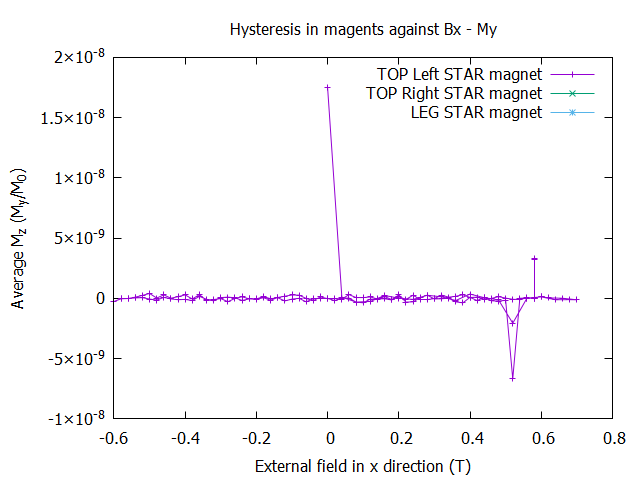 Hysteresis in magents against Bx - My
TOP Left STAR magnet
TOP Right STAR magnet
LEG STAR magnet
2×10⁻⁸
1.5×10⁻⁸
1×10⁻⁸
5×10⁻⁹
0
-5×10⁻⁹
-1×10⁻⁸
Average M_z (M_y/M_0)
-0.6 -0.4 -0.2 0 0.2 0.4 0.6 0.8
External field in x direction (T)